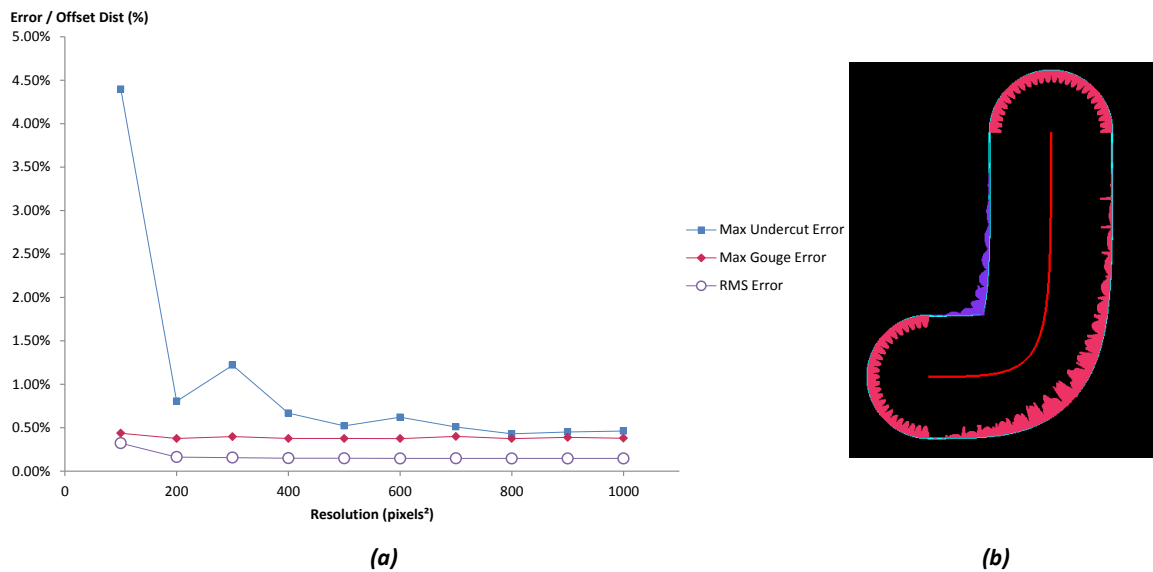 Error / Offset Dist (%)
5.00%
4.50%
4.00%
3.50%
3.00%
2.50%
2.00%
1.50%
1.00%
0.50%
0.00%
0 200 400 600 800 1000
Resolution (pixels²)
Max Undercut Error
Max Gouge Error
RMS Error
(a) (b)